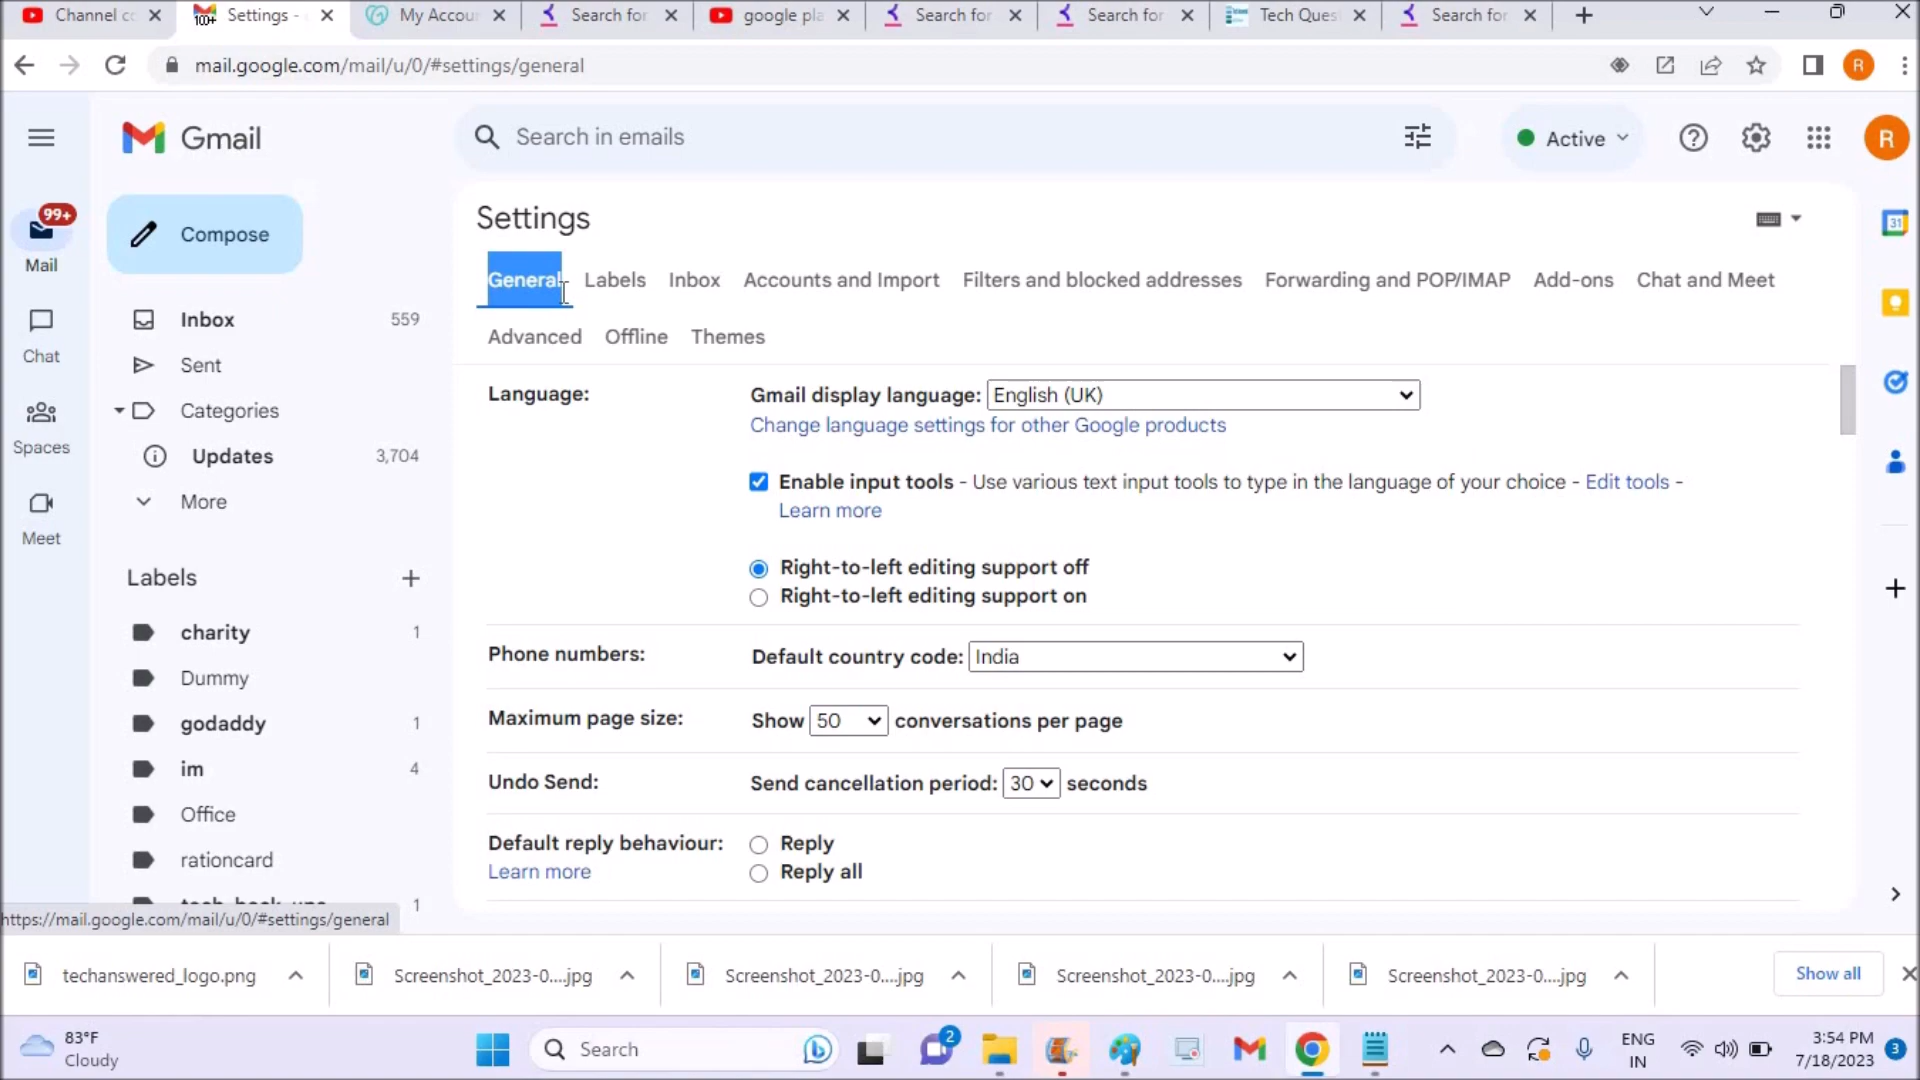 Channel co
Settings -
My Accou
Search for
google pla
Search for
Search for
Tech Ques
Search for
mail.google.com/mail/u/0/#settings/general
R
Gmail
Search in emails
Active
R
99+
Mail
Compose
Settings
31
General Labels Inbox Accounts and Import Filters and blocked addresses Forwarding and POP/IMAP Add-ons Chat and Meet
Advanced Offline Themes
Inbox 559
Chat
Sent
Categories
Spaces
Updates 3,704
More
Meet
Labels
charity 1
Dummy
godaddy 1
im 4
Office
rationcard
1
Language: Gmail display language: English (UK)
Change language settings for other Google products
Enable input tools - Use various text input tools to type in the language of your choice - Edit tools -
Learn more
Right-to-left editing support off
Right-to-left editing support on
Phone numbers: Default country code: India
Maximum page size: Show 50 conversations per page
Undo Send: Send cancellation period: 30 seconds
Default reply behaviour: Reply
Learn more Reply all
https://mail.google.com/mail/u/0/#settings/general
techanswered_logo.png
Screenshot_2023-0....jpg
Screenshot_2023-0....jpg
Screenshot_2023-0....jpg
Screenshot_2023-0....jpg
Show all
83°F
Cloudy
Search
2
ENG
IN
3:54 PM
7/18/2023
3